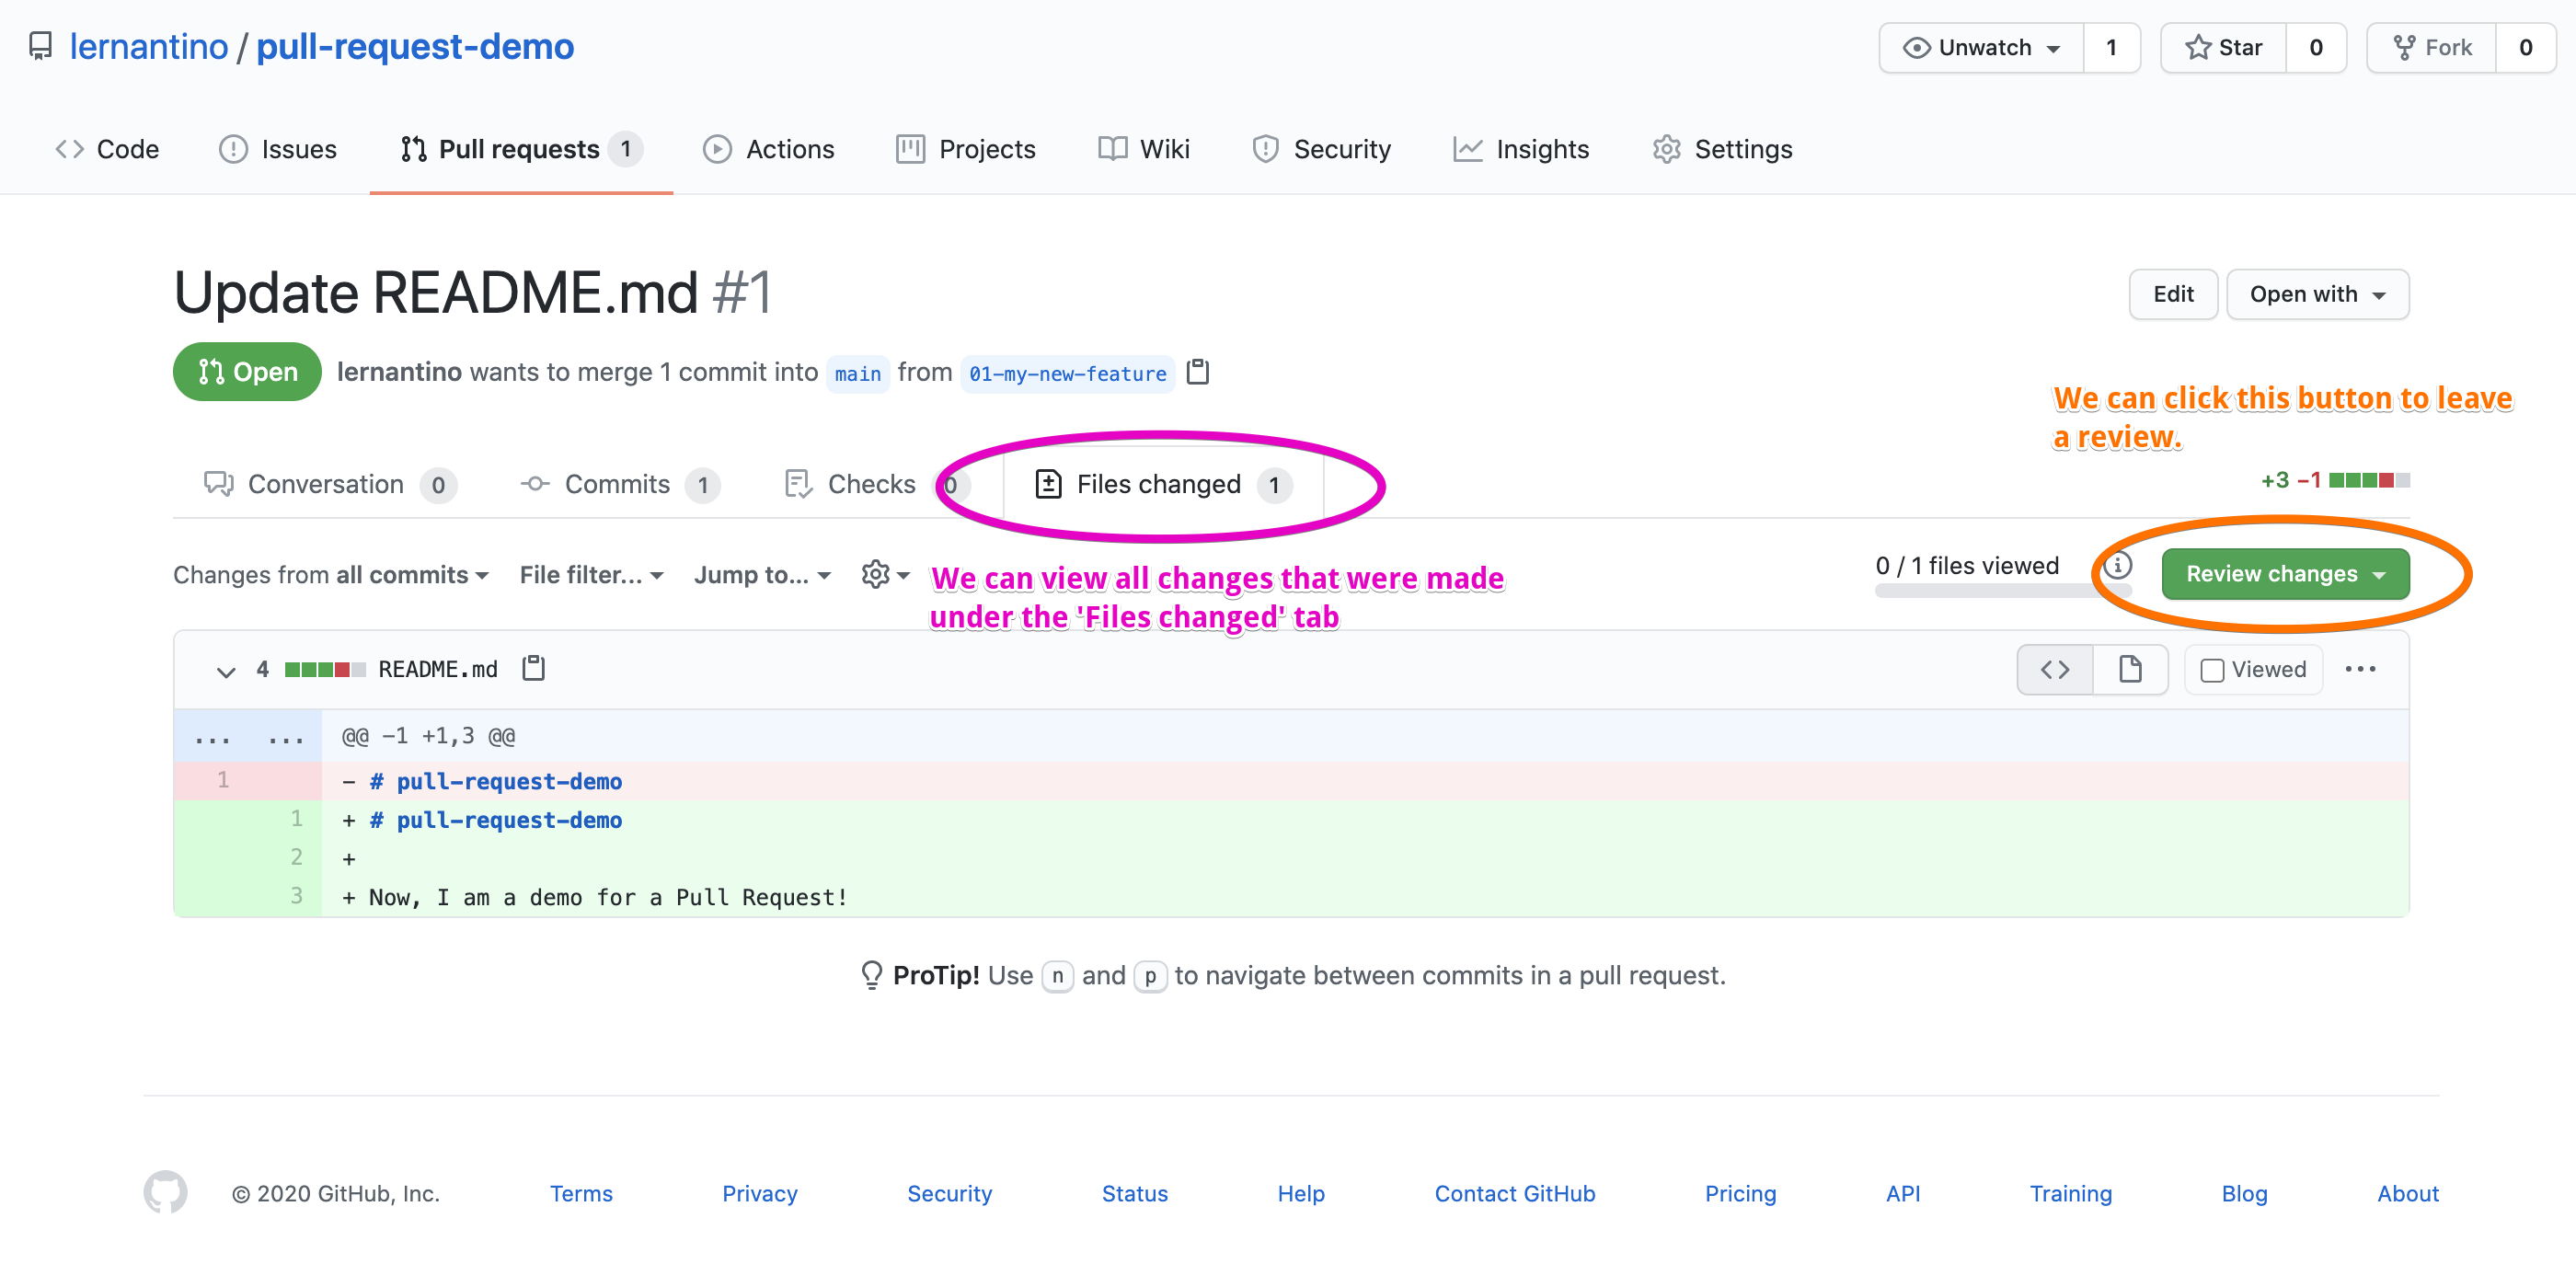 lernantino / pull-request-demo
Unwatch 1 Star 0 Fork 0
Code Issues Pull requests 1 Actions Projects Wiki Security Insights Settings
Update README.md #1
Edit Open with
Open lernantino wants to merge 1 commit into main from 01-my-new-feature
We can click this button to leave
a review.
Conversation 0 Commits 1 Checks 0 Files changed 1
+3 −1
Changes from all commits File filter... Jump to...
0 / 1 files viewed Review changes
We can view all changes that were made
under the 'Files changed' tab
4 README.md Viewed ...
... ... @@ -1 +1,3 @@
1 - # pull-request-demo
1 + # pull-request-demo
2 +
3 + Now, I am a demo for a Pull Request!
ProTip! Use n and p to navigate between commits in a pull request.
© 2020 GitHub, Inc. Terms Privacy Security Status Help Contact GitHub Pricing API Training Blog About